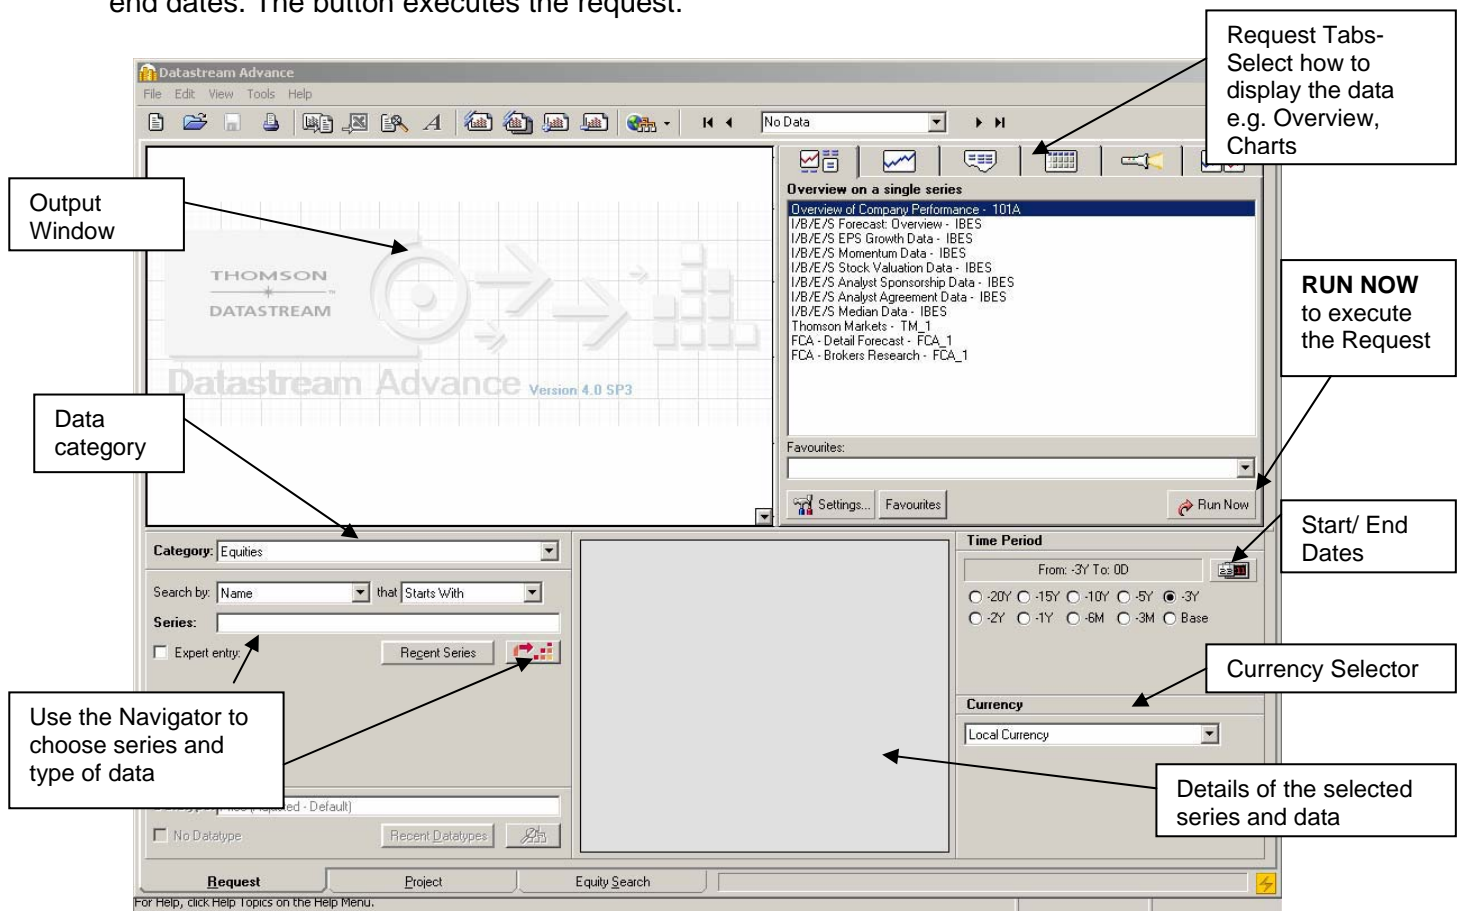 end dates. The button executes the request.
Request Tabs-
Select how to
display the data
e.g. Overview,
Charts
Datastream Advance
File Edit View Tools Help
No Data
Output
Window
Overview on a single series
Overview of Company Performance - 101A
I/B/E/S Forecast: Overview - IBES
I/B/E/S EPS Growth Data - IBES
I/B/E/S Momentum Data - IBES
I/B/E/S Stock Valuation Data - IBES
I/B/E/S Analyst Sponsorship Data - IBES
I/B/E/S Analyst Agreement Data - IBES
I/B/E/S Median Data - IBES
Thomson Markets - TM_1
FCA - Detail Forecast - FCA_1
FCA - Brokers Research - FCA_1
THOMSON
DATASTREAM
Datastream Advance Version 4.0 SP3
RUN NOW
to execute
the Request
Data
category
Favourites:
Settings... Favourites Run Now
Start/ End
Dates
Category: Equities
Search by: Name that Starts With
Series:
Expert entry: Recent Series
Time Period
From: -3Y To: 0D
-20Y -15Y -10Y -5Y -3Y
-2Y -1Y -6M -3M Base
Currency Selector
Use the Navigator to
choose series and
type of data
Currency
Local Currency
Details of the selected
series and data
- Default)
No Datatype Recent Datatypes
Request Project Equity Search
For Help, click Help Topics on the Help Menu.